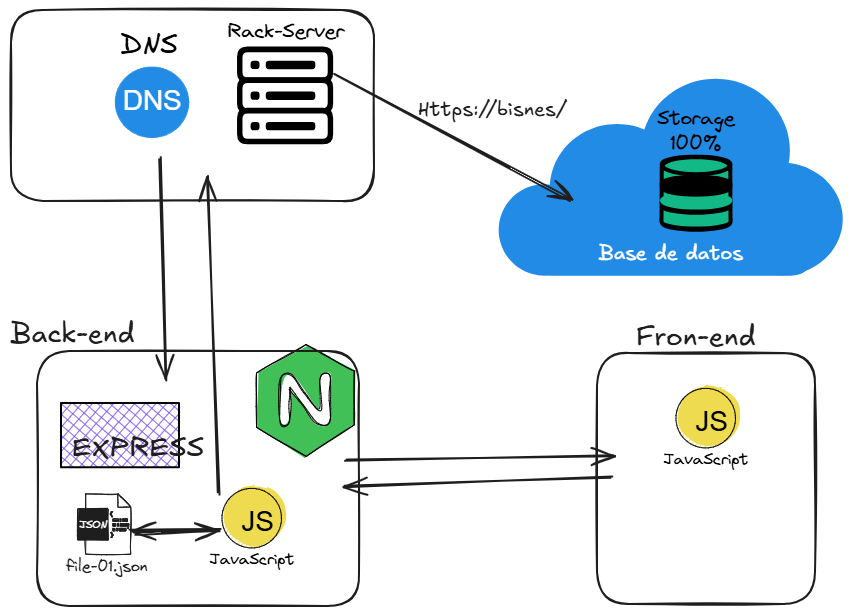 DNS
Rack-Server
DNS
Https://bisnes/
Storage
100%
Base de datos
Back-end
Fron-end
N
EXPRESS
JS
JavaScript
JSON
file-01.json
JS
JavaScript